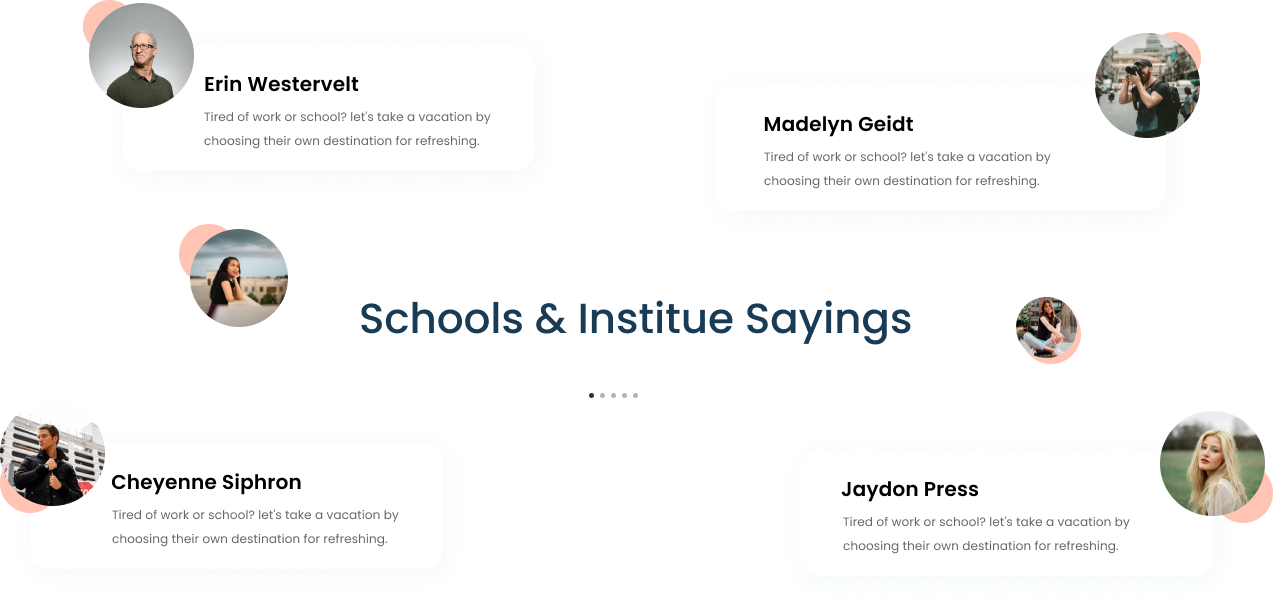 Erin Westervelt
Tired of work or school? let's take a vacation by
choosing their own destination for refreshing.
Madelyn Geidt
Tired of work or school? let's take a vacation by
choosing their own destination for refreshing.
Schools & Institue Sayings
Cheyenne Siphron
Tired of work or school? let's take a vacation by
choosing their own destination for refreshing.
Jaydon Press
Tired of work or school? let's take a vacation by
choosing their own destination for refreshing.